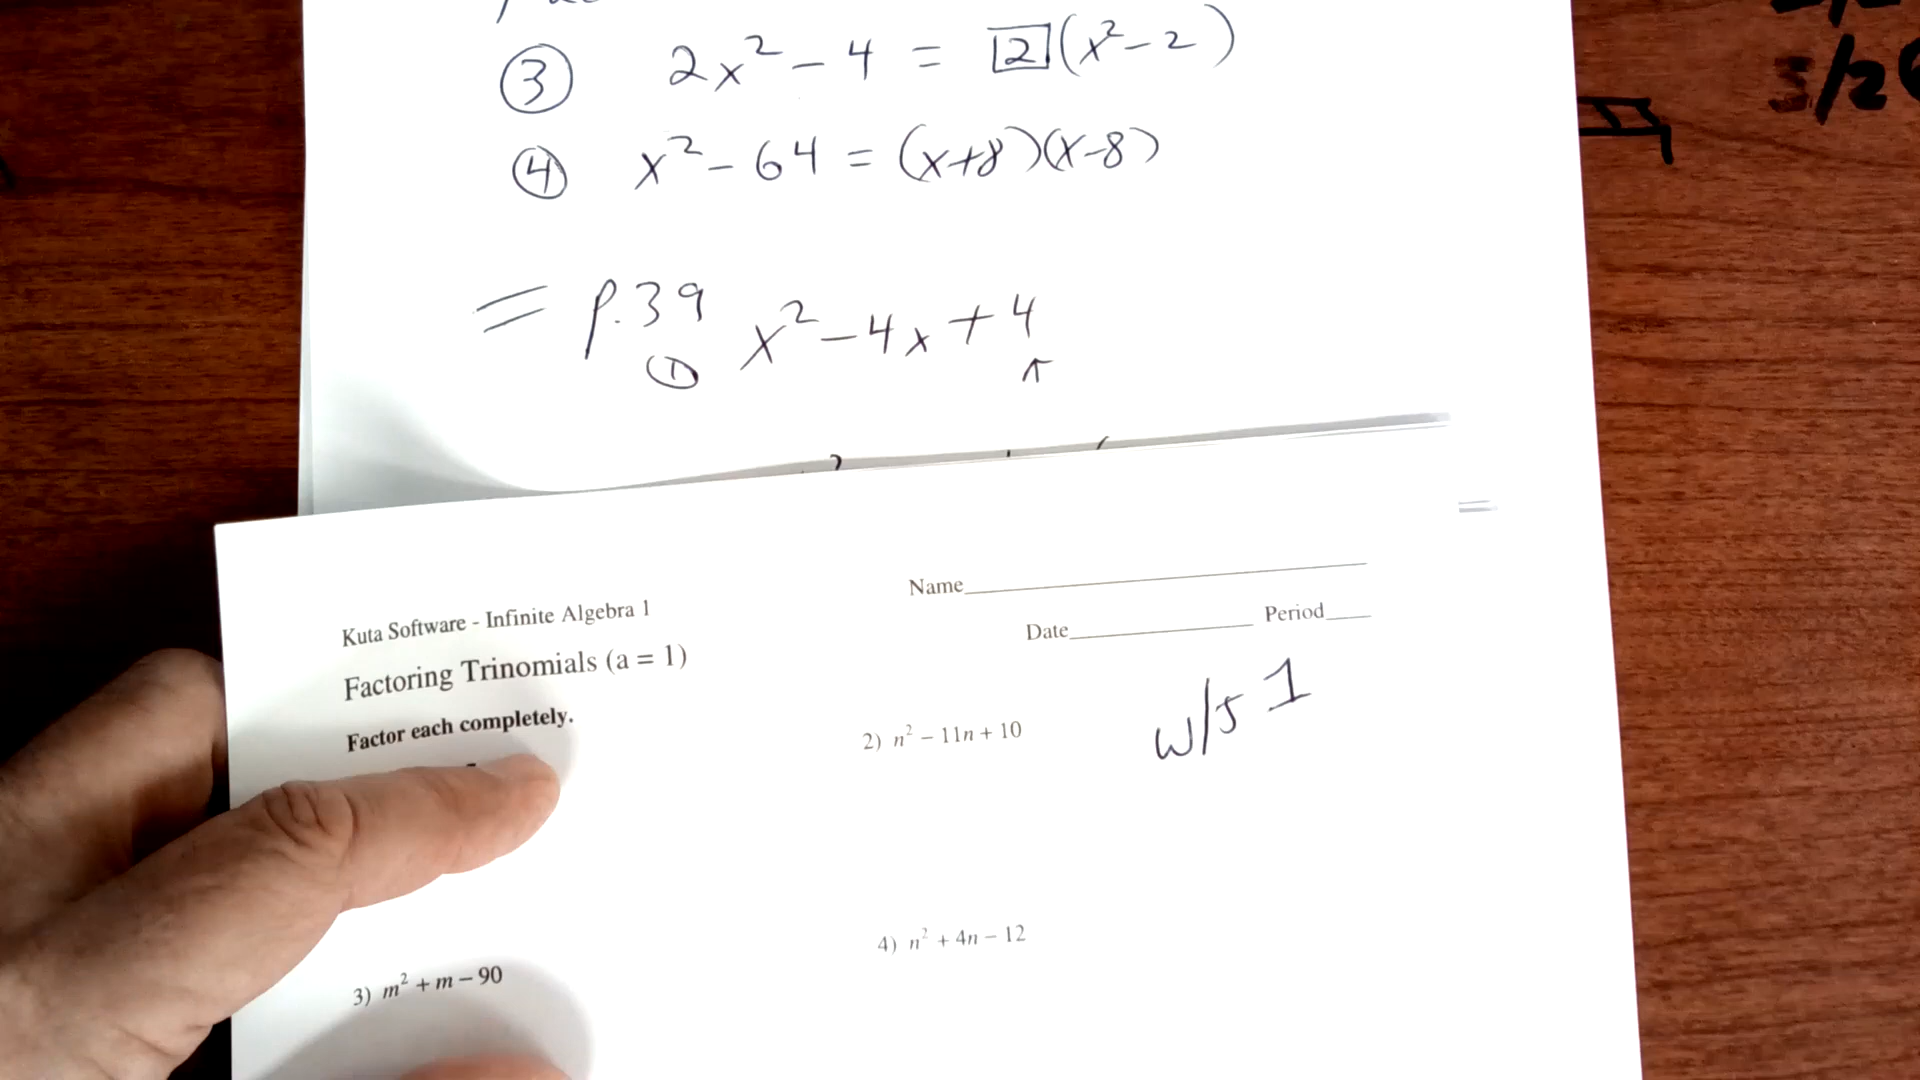 ③ 2x² - 4 = 2(x² - 2)
④ x² - 64 = (x+8)(x-8)
= p.39
① x² - 4x + 4
↑
Name
Kuta Software - Infinite Algebra 1
Date Period
Factoring Trinomials (a = 1)
w/s 1
Factor each completely.
2) n² - 11n + 10
4) n² + 4n - 12
3) m² + m - 90